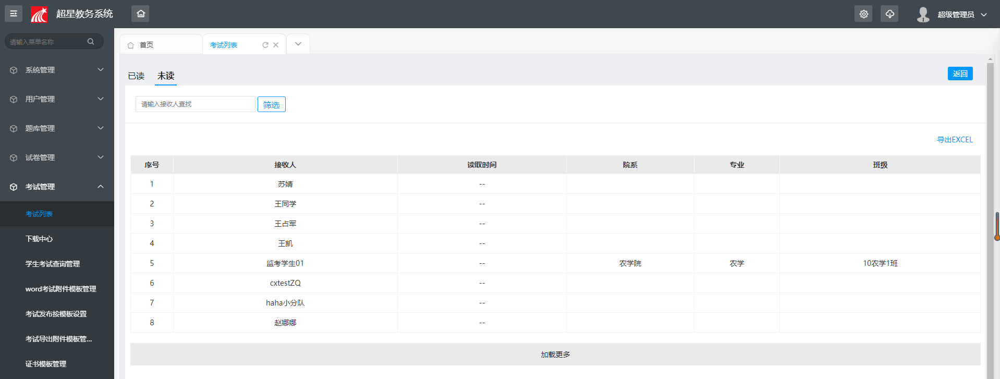 超星教务系统
超级管理员
请输入菜单名称
系统管理
用户管理
题库管理
试卷管理
考试管理
考试列表
下载中心
学生考试查询管理
word考试附件模板管理
考试发布按模板设置
考试导出附件模板管...
证书模板管理
首页 考试列表
已读 未读 返回
请输入接收人查找 筛选
导出EXCEL
序号 接收人 读取时间 院系 专业 班级
1 苏婧 --
2 王同学 --
3 王占军 --
4 王凯 --
5 监考学生01 -- 农学院 农学 10农学1班
6 cxtestZQ --
7 haha小分队 --
8 赵娜娜 --
加载更多